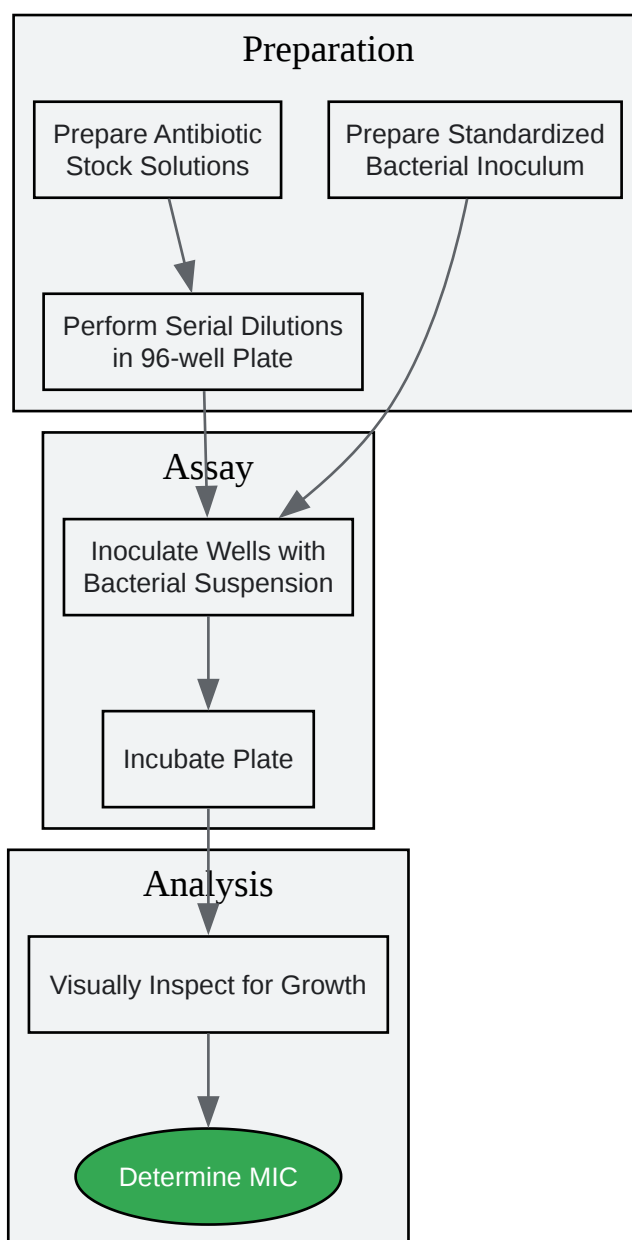 Preparation
Prepare Antibiotic
Stock Solutions
Prepare Standardized
Bacterial Inoculum
Perform Serial Dilutions
in 96-well Plate
Assay
Inoculate Wells with
Bacterial Suspension
Incubate Plate
Analysis
Visually Inspect for Growth
Determine MIC